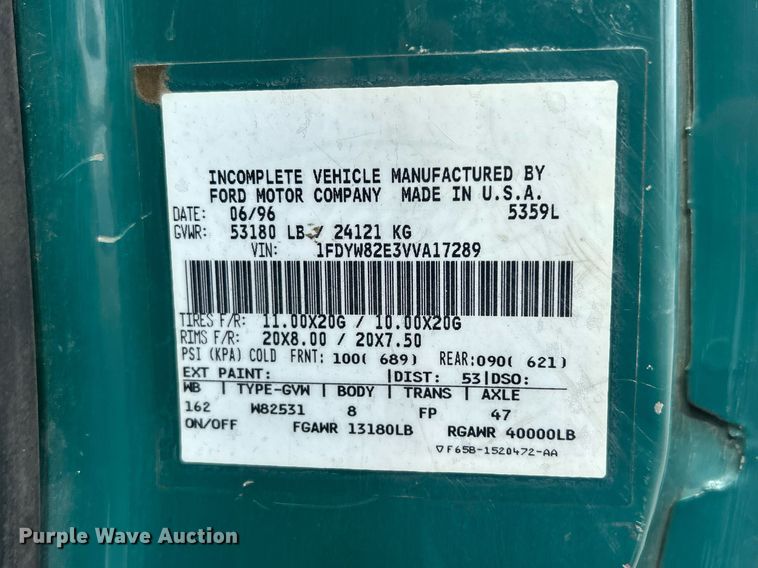 INCOMPLETE VEHICLE MANUFACTURED BY
FORD MOTOR COMPANY MADE IN U.S.A.
DATE: 06/96 5359L
GVWR: 53180 LB / 24121 KG
VIN: 1FDYW82E3VVA17289
TIRES F/R: 11.00X20G / 10.00X20G
RIMS F/R: 20X8.00 / 20X7.50
PSI (KPA) COLD FRNT: 100( 689) REAR:090( 621)
EXT PAINT: |DIST: 53|DSO:
WB | TYPE-GVW | BODY | TRANS | AXLE
162 W82531 8 FP 47
ON/OFF FGAWR 13180LB RGAWR 40000LB
▽F65B-1520472-AA
Purple Wave Auction